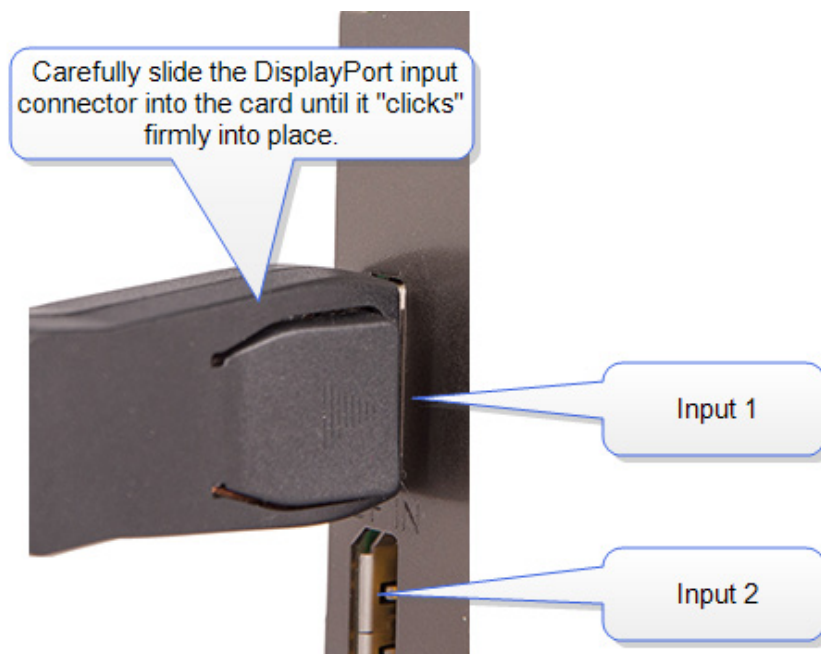 Carefully slide the DisplayPort input
connector into the card until it "clicks"
firmly into place.
Input 1
IN
Input 2